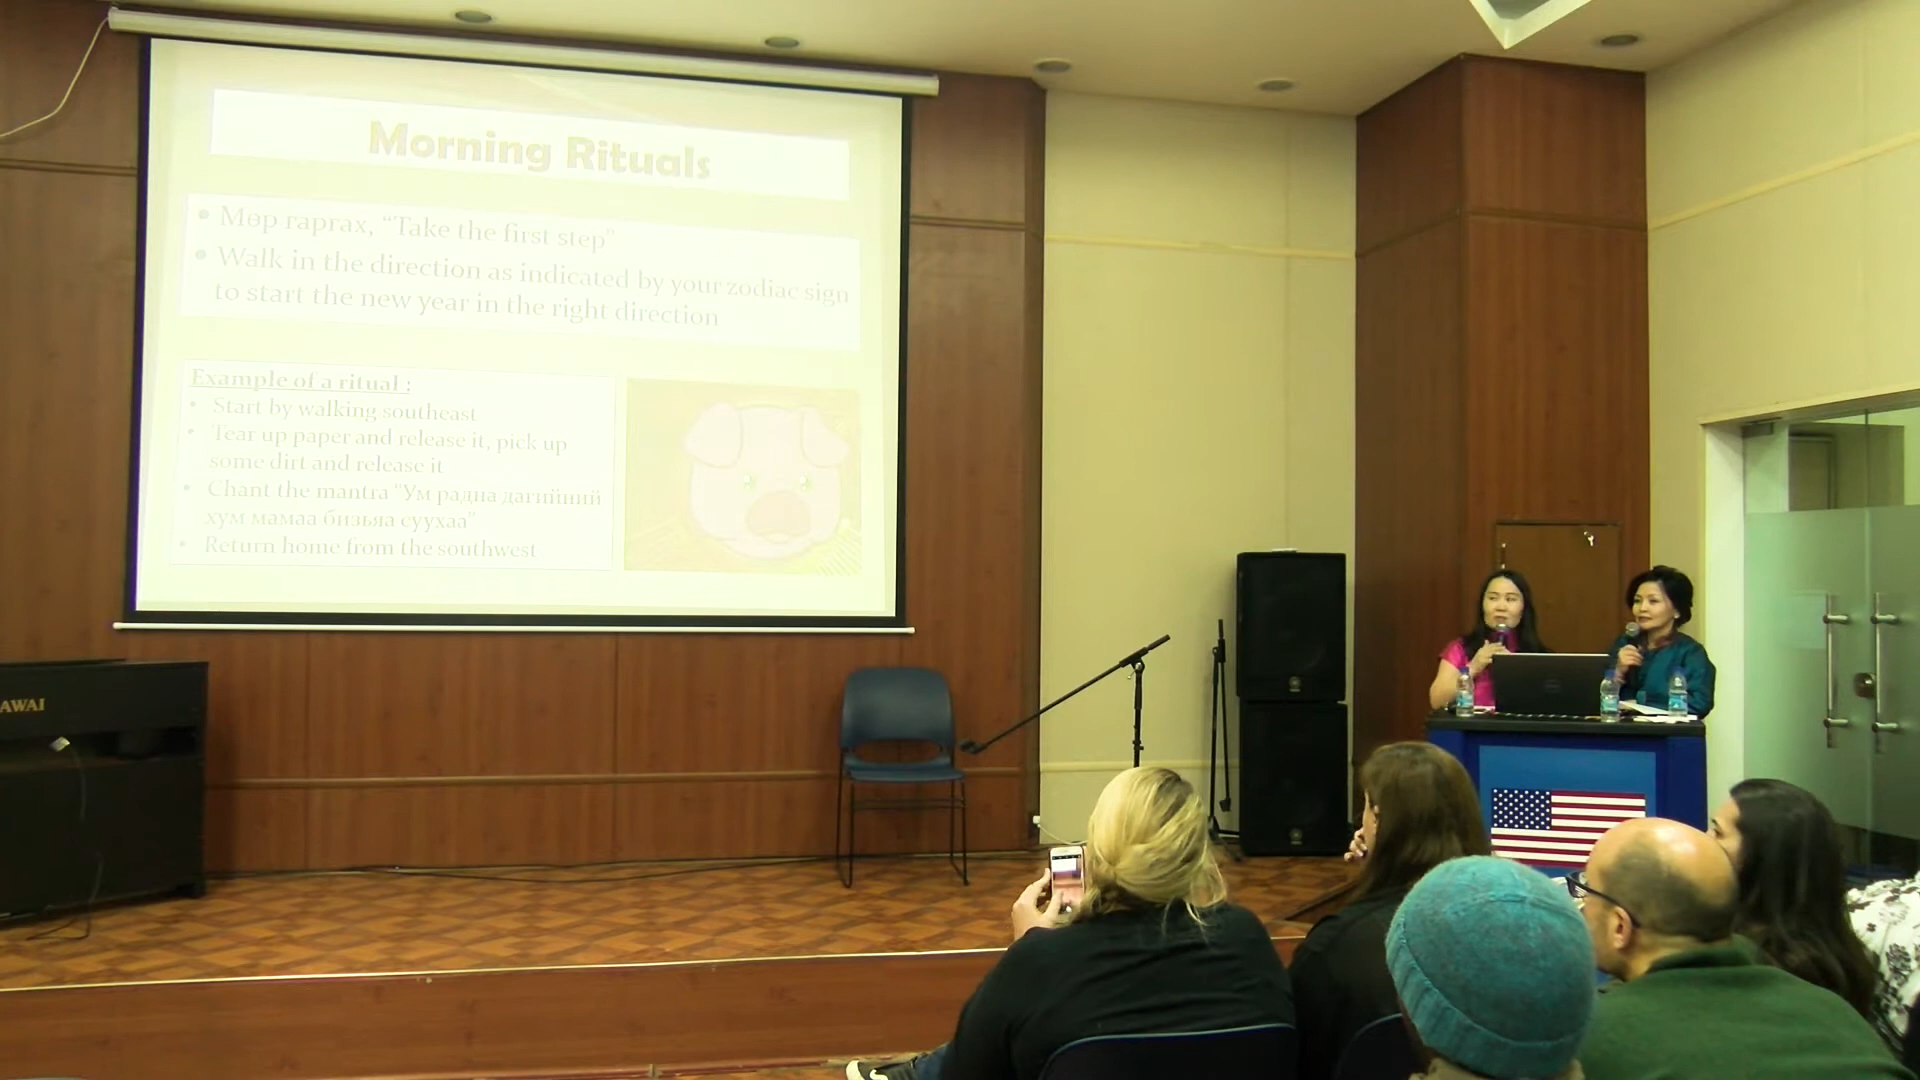 Morning Rituals
• Мөр гаргах, “Take the first step”
• Walk in the direction as indicated by your zodiac sign
to start the new year in the right direction
Example of a ritual :
• Start by walking southeast
• Tear up paper and release it, pick up
some dirt and release it
• Chant the mantra “Ум радна дагийний
хум мамаа бизьяа суухаа”
• Return home from the southwest
AWAI